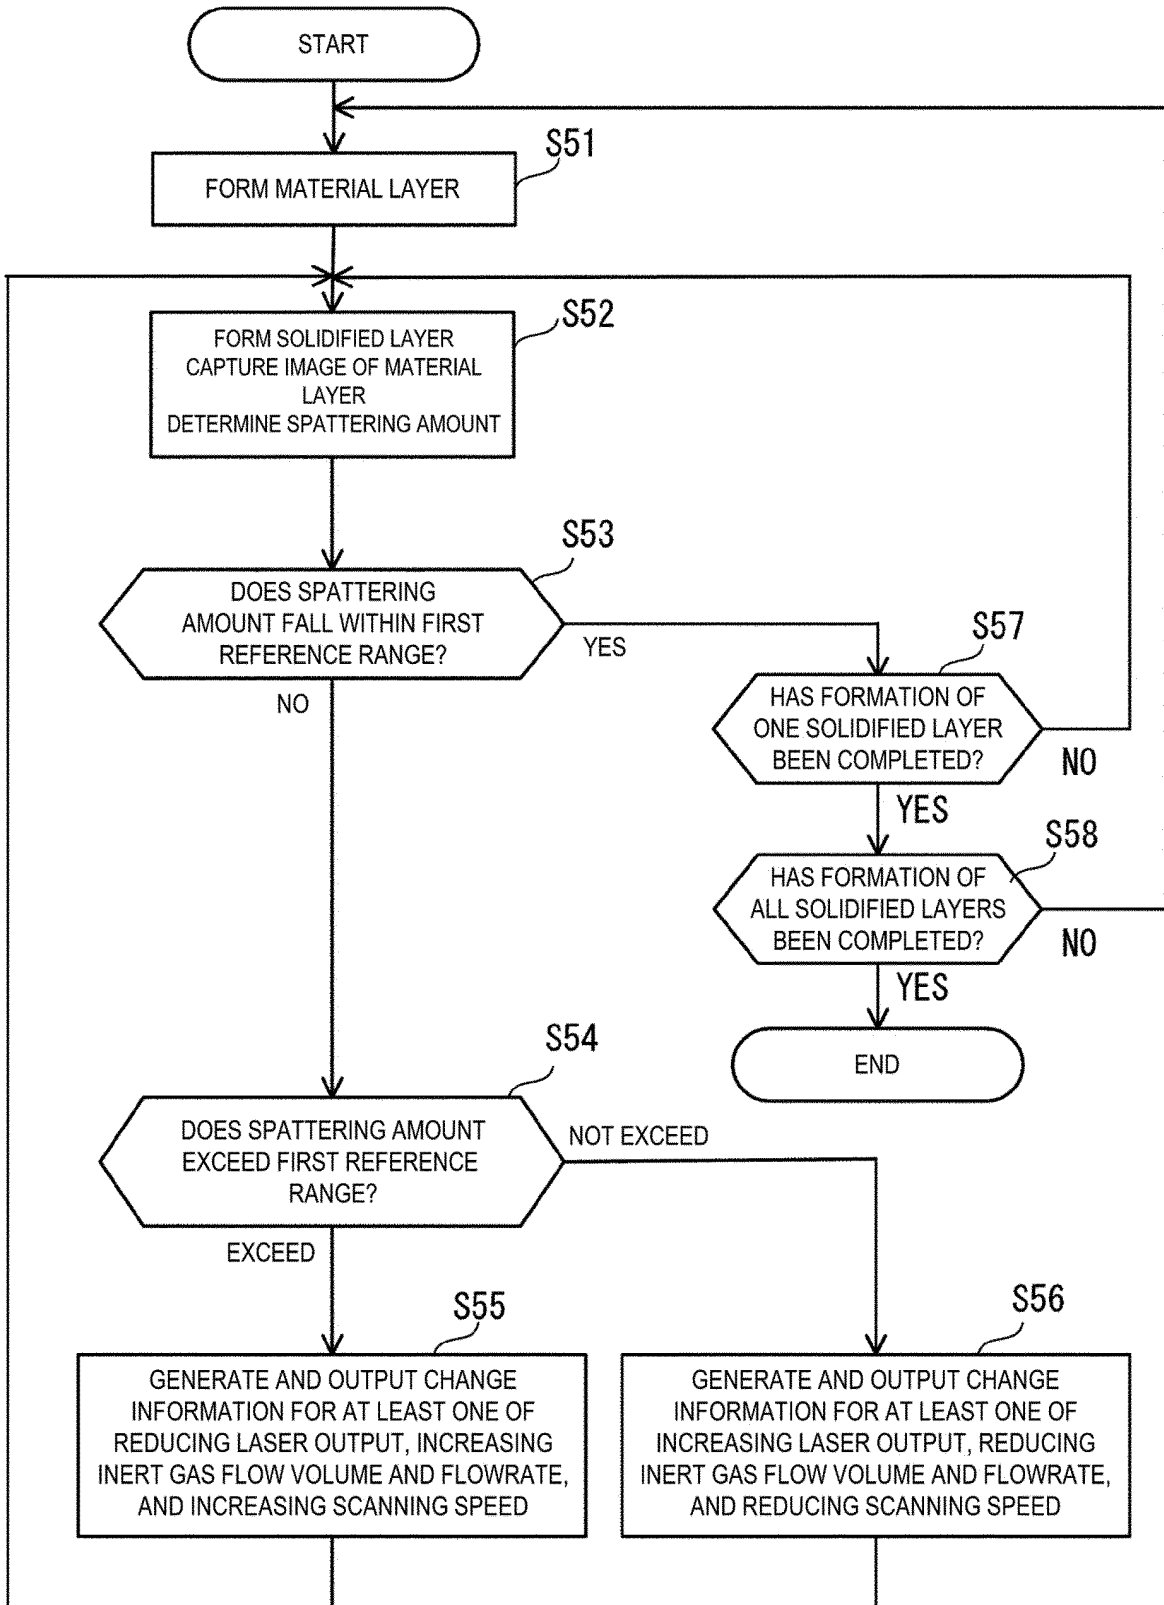 START
S51
FORM MATERIAL LAYER
S52
FORM SOLIDIFIED LAYER
CAPTURE IMAGE OF MATERIAL
LAYER
DETERMINE SPATTERING AMOUNT
S53
DOES SPATTERING
AMOUNT FALL WITHIN FIRST
REFERENCE RANGE?
YES
NO
S57
HAS FORMATION OF
ONE SOLIDIFIED LAYER
BEEN COMPLETED?
NO
YES
S58
HAS FORMATION OF
ALL SOLIDIFIED LAYERS
BEEN COMPLETED?
NO
YES
END
S54
DOES SPATTERING AMOUNT
EXCEED FIRST REFERENCE
RANGE?
NOT EXCEED
EXCEED
S55
GENERATE AND OUTPUT CHANGE
INFORMATION FOR AT LEAST ONE OF
REDUCING LASER OUTPUT, INCREASING
INERT GAS FLOW VOLUME AND FLOWRATE,
AND INCREASING SCANNING SPEED
S56
GENERATE AND OUTPUT CHANGE
INFORMATION FOR AT LEAST ONE OF
INCREASING LASER OUTPUT, REDUCING
INERT GAS FLOW VOLUME AND FLOWRATE,
AND REDUCING SCANNING SPEED